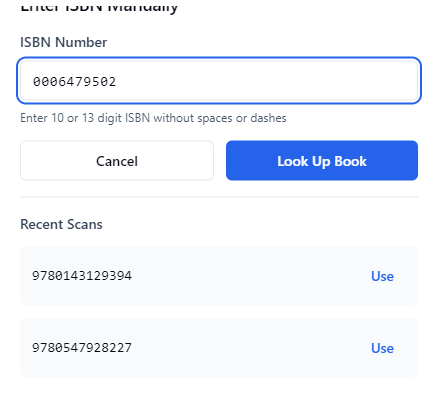 Enter ISBN Manually
ISBN Number
0006479502
Enter 10 or 13 digit ISBN without spaces or dashes
Cancel
Look Up Book
Recent Scans
9780143129394
Use
9780547928227
Use